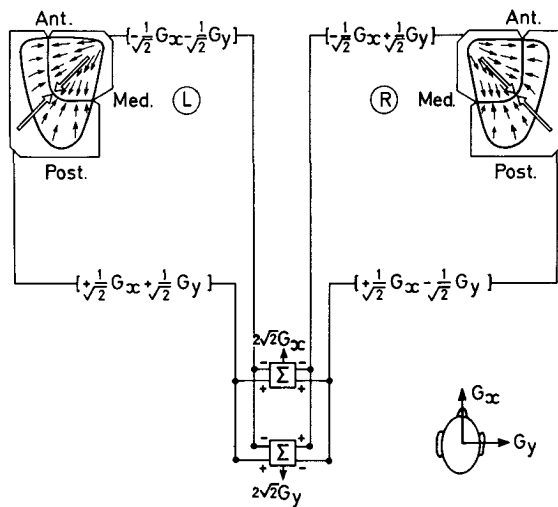 Ant. {-1/√2 Gx-1/√2 Gy} {-1/√2 Gx+1/√2 Gy} Ant.
Med. L R Med.
Post. Post.
{+1/√2 Gx+1/√2 Gy} {+1/√2 Gx-1/√2 Gy}
2√2Gx
- -
Σ
+ +
- +
Σ
+ -
2√2Gy
Gx
Gy